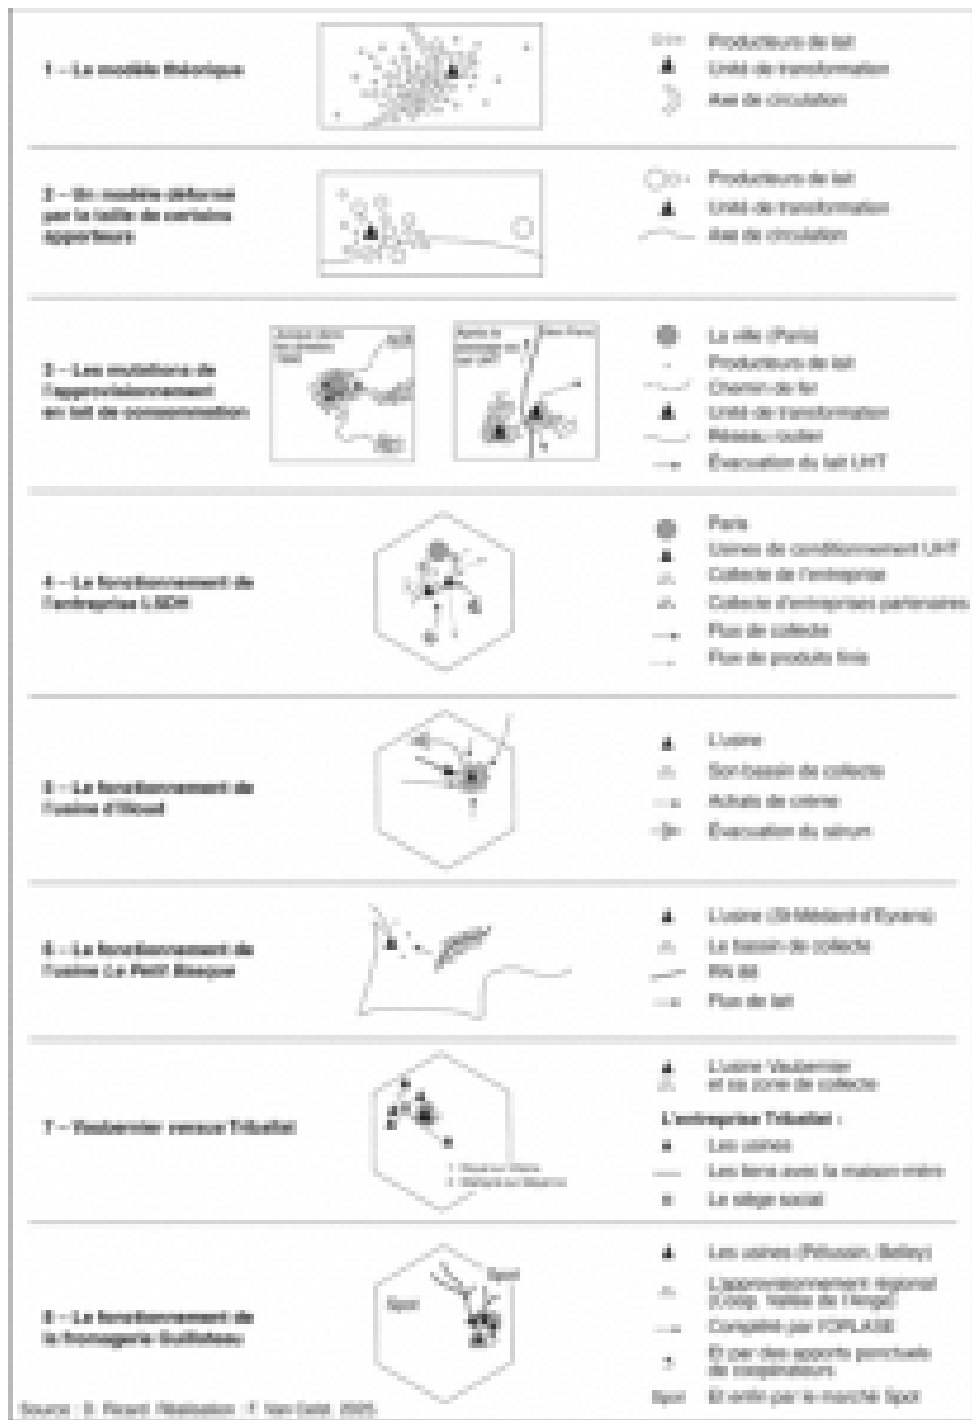 1 – Le modèle théorique
Producteurs de lait
Unité de transformation
Axe de circulation
2 – Un modèle déformé
par la taille de certains
apporteurs
Producteurs de lait
Unité de transformation
Axe de circulation
3 – Les mutations de
l'approvisionnement
en lait de consommation
La ville (Paris)
Producteurs de lait
Chemin de fer
Unité de transformation
Réseau routier
Évacuation du lait UHT
4 – Le fonctionnement de
l'entreprise LSDH
Paris
Usines de conditionnement UHT
Collecte de l'entreprise
Collecte d'entreprises partenaires
Flux de collecte
Flux de produits finis
5 – Le fonctionnement de
l'usine d'Illoud
L'usine
Son bassin de collecte
Achats de crème
Évacuation du sérum
6 – Le fonctionnement de
l'usine Le Petit Basque
L'usine (St-Médard-d'Eyrans)
Le bassin de collecte
RN 88
Flux de lait
7 – Vaubernier versus Triballat
L'usine Vaubernier
et sa zone de collecte
L'entreprise Triballat :
Les usines
Les liens avec la maison-mère
Le siège social
8 – Le fonctionnement de
la fromagerie Guilloteau
Spot
Spot
Les usines (Pélussin, Belley)
L'approvisionnement régional
Complété par
Et par des apports ponctuels
de coopérateurs
Spot
Et enfin par le marché Spot
Source : D. Ricard. Réalisation : F. Van Celst, 2025